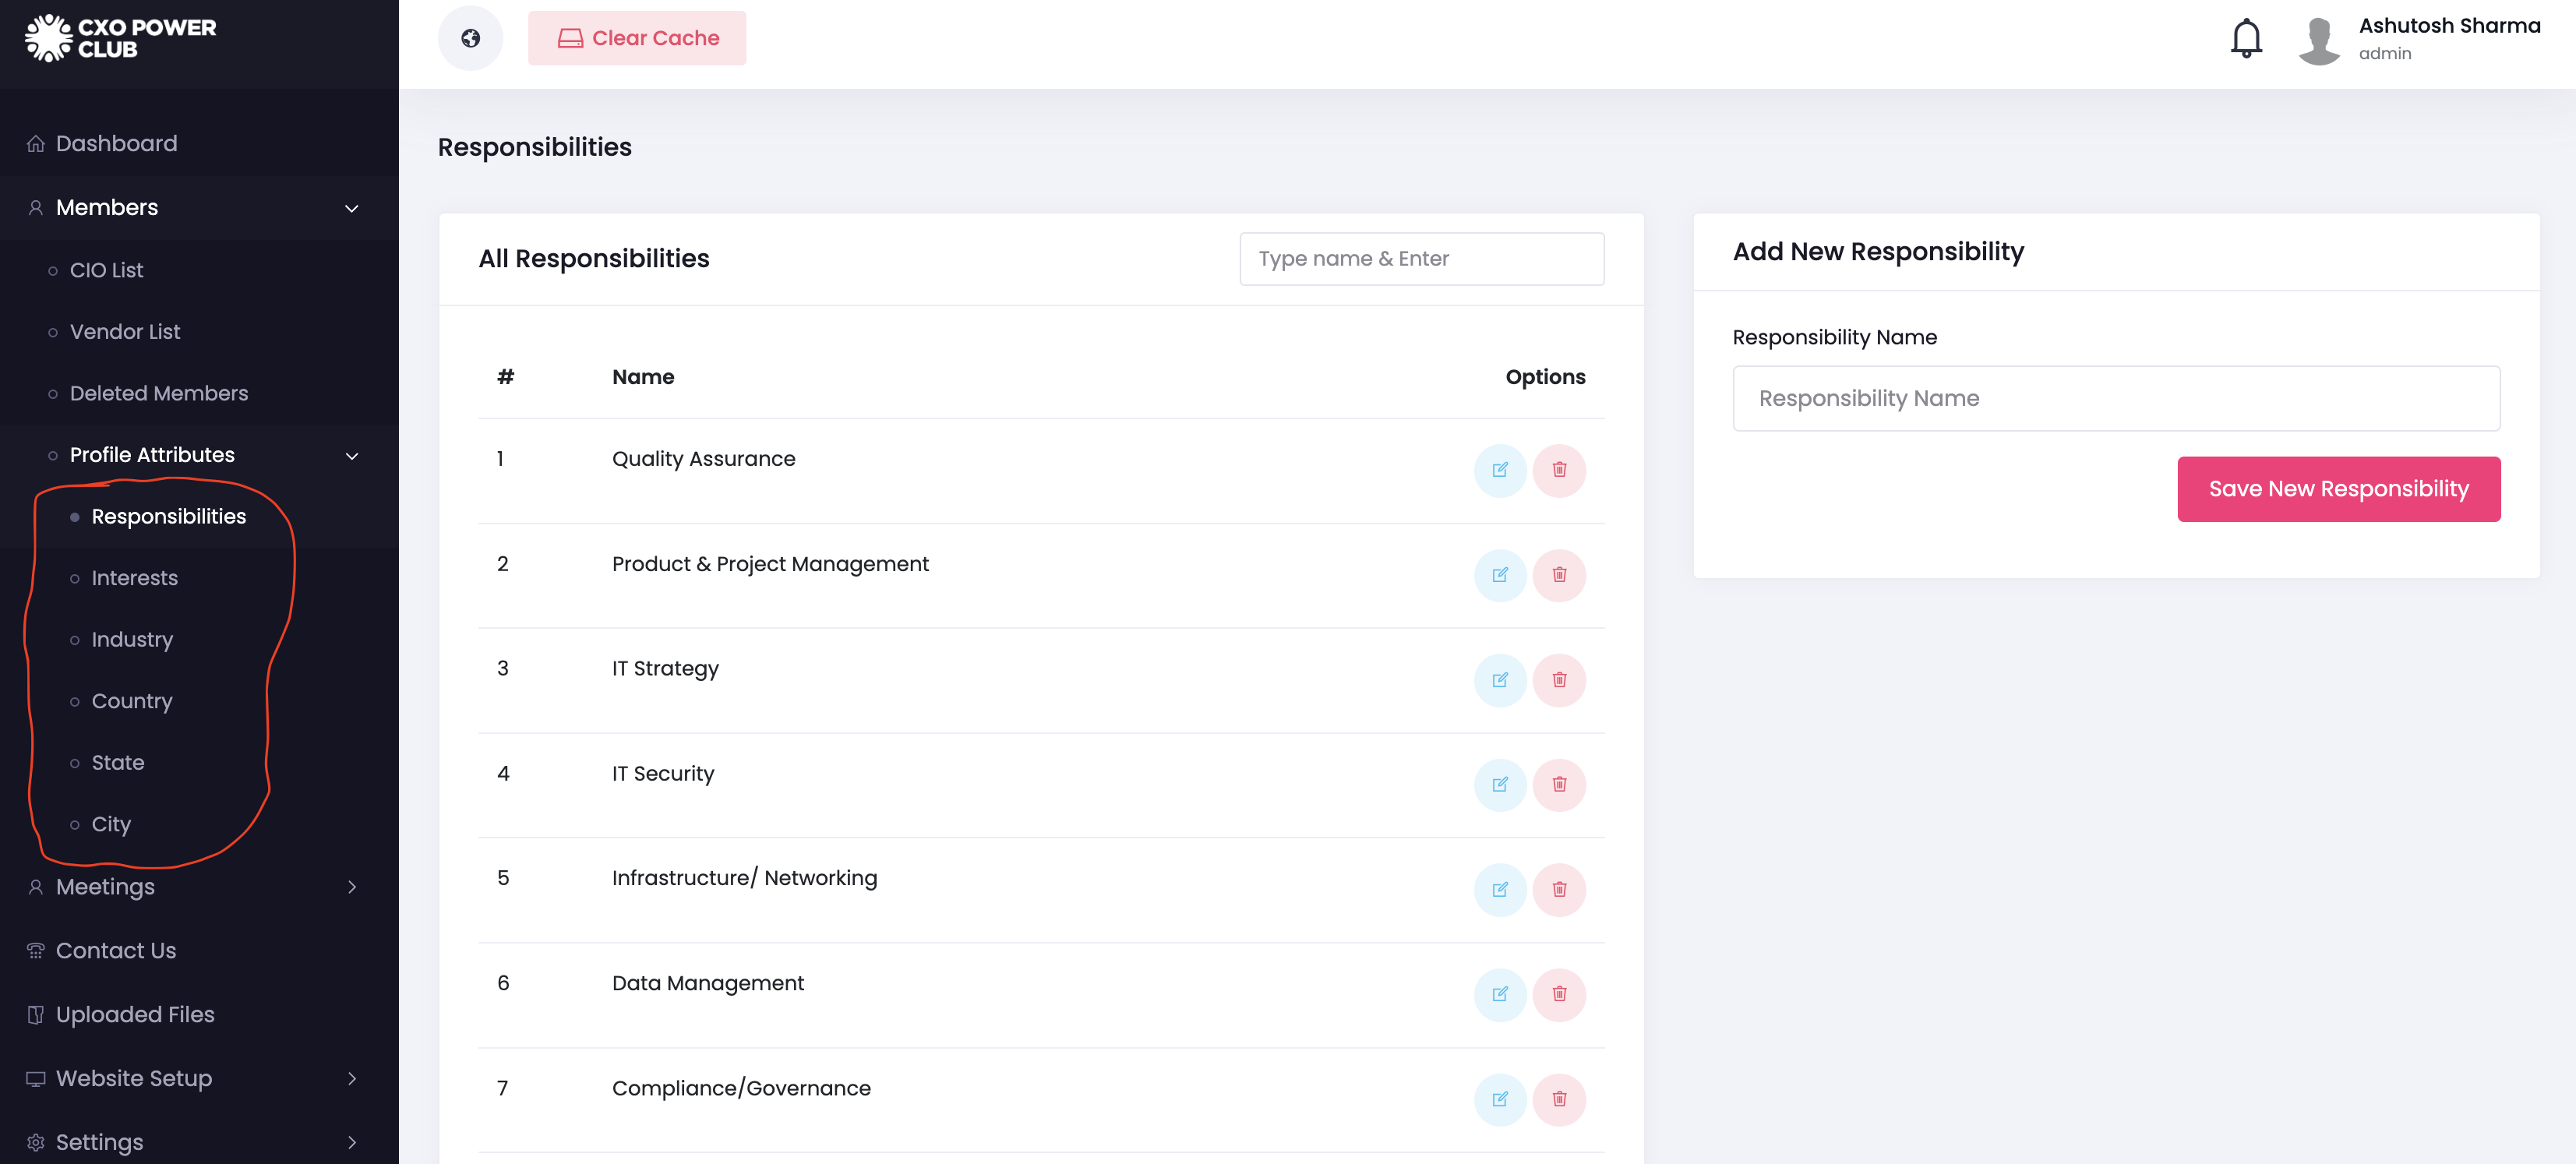 CXO POWER
CLUB
Dashboard
Members
CIO List
Vendor List
Deleted Members
Profile Attributes
Responsibilities
Interests
Industry
Country
State
City
Meetings
Contact Us
Uploaded Files
Website Setup
Settings
Clear Cache
Ashutosh Sharma
admin
Responsibilities
All Responsibilities
Type name & Enter
# Name Options
1 Quality Assurance
2 Product & Project Management
3 IT Strategy
4 IT Security
5 Infrastructure/ Networking
6 Data Management
7 Compliance/Governance
Add New Responsibility
Responsibility Name
Responsibility Name
Save New Responsibility